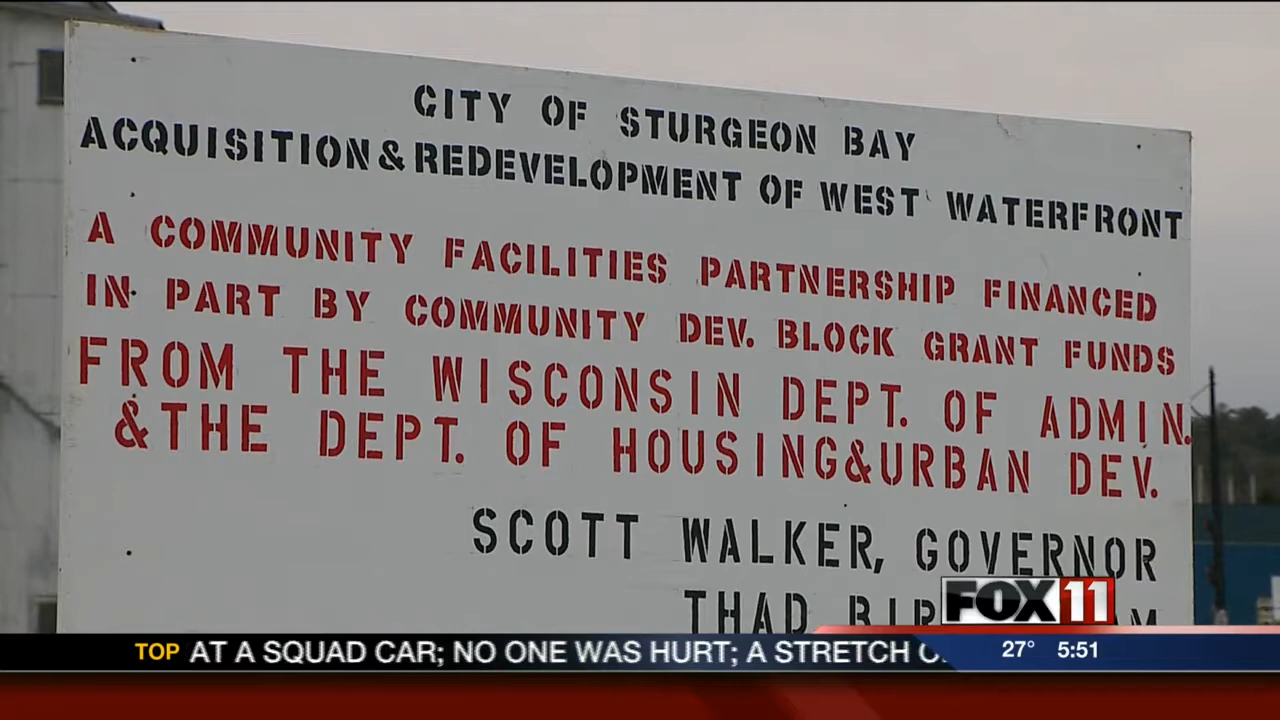 CITY OF STURGEON BAY
ACQUISITION & REDEVELOPMENT OF WEST WATERFRONT
A COMMUNITY FACILITIES PARTNERSHIP FINANCED
IN PART BY COMMUNITY DEV. BLOCK GRANT FUNDS
FROM THE WISCONSIN DEPT. OF ADMIN.
& THE DEPT. OF HOUSING & URBAN DEV.
SCOTT WALKER, GOVERNOR
THAD
FOX 11
TOP AT A SQUAD CAR; NO ONE WAS HURT; A STRETCH
27° 5:51